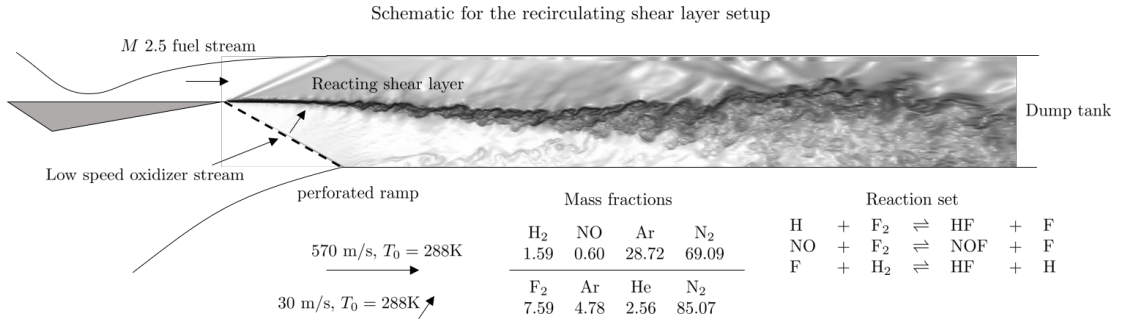 Schematic for the recirculating shear layer setup
M 2.5 fuel stream
Reacting shear layer
Dump tank
Low speed oxidizer stream
perforated ramp
570 m/s, T₀ = 288K
30 m/s, T₀ = 288K
Mass fractions
H₂ NO Ar N₂
1.59 0.60 28.72 69.09
F₂ Ar He N₂
7.59 4.78 2.56 85.07
Reaction set
H + F₂ ⇌ HF + F
NO + F₂ ⇌ NOF + F
F + H₂ ⇌ HF + H